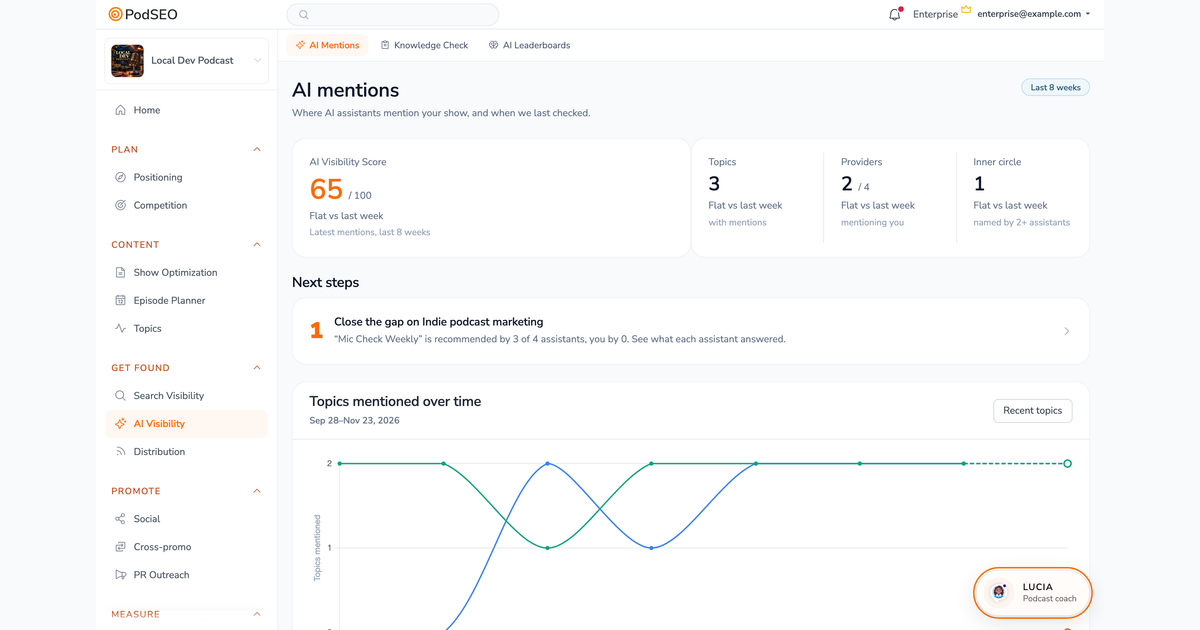 PodSEO
Enterprise
enterprise@example.com
Local Dev Podcast
Home
PLAN
Positioning
Competition
CONTENT
Show Optimization
Episode Planner
Topics
GET FOUND
Search Visibility
AI Visibility
Distribution
PROMOTE
Social
Cross-promo
PR Outreach
MEASURE
AI Mentions
Knowledge Check
AI Leaderboards
AI mentions
Where AI assistants mention your show, and when we last checked.
Last 8 weeks
AI Visibility Score
65 / 100
Flat vs last week
Latest mentions, last 8 weeks
Topics
3
Flat vs last week
with mentions
Providers
2 / 4
Flat vs last week
mentioning you
Inner circle
1
Flat vs last week
named by 2+ assistants
Next steps
1
Close the gap on Indie podcast marketing
“Mic Check Weekly” is recommended by 3 of 4 assistants, you by 0. See what each assistant answered.
Topics mentioned over time
Sep 28–Nov 23, 2026
Recent topics
2
1
Topics mentioned
LUCIA
Podcast coach